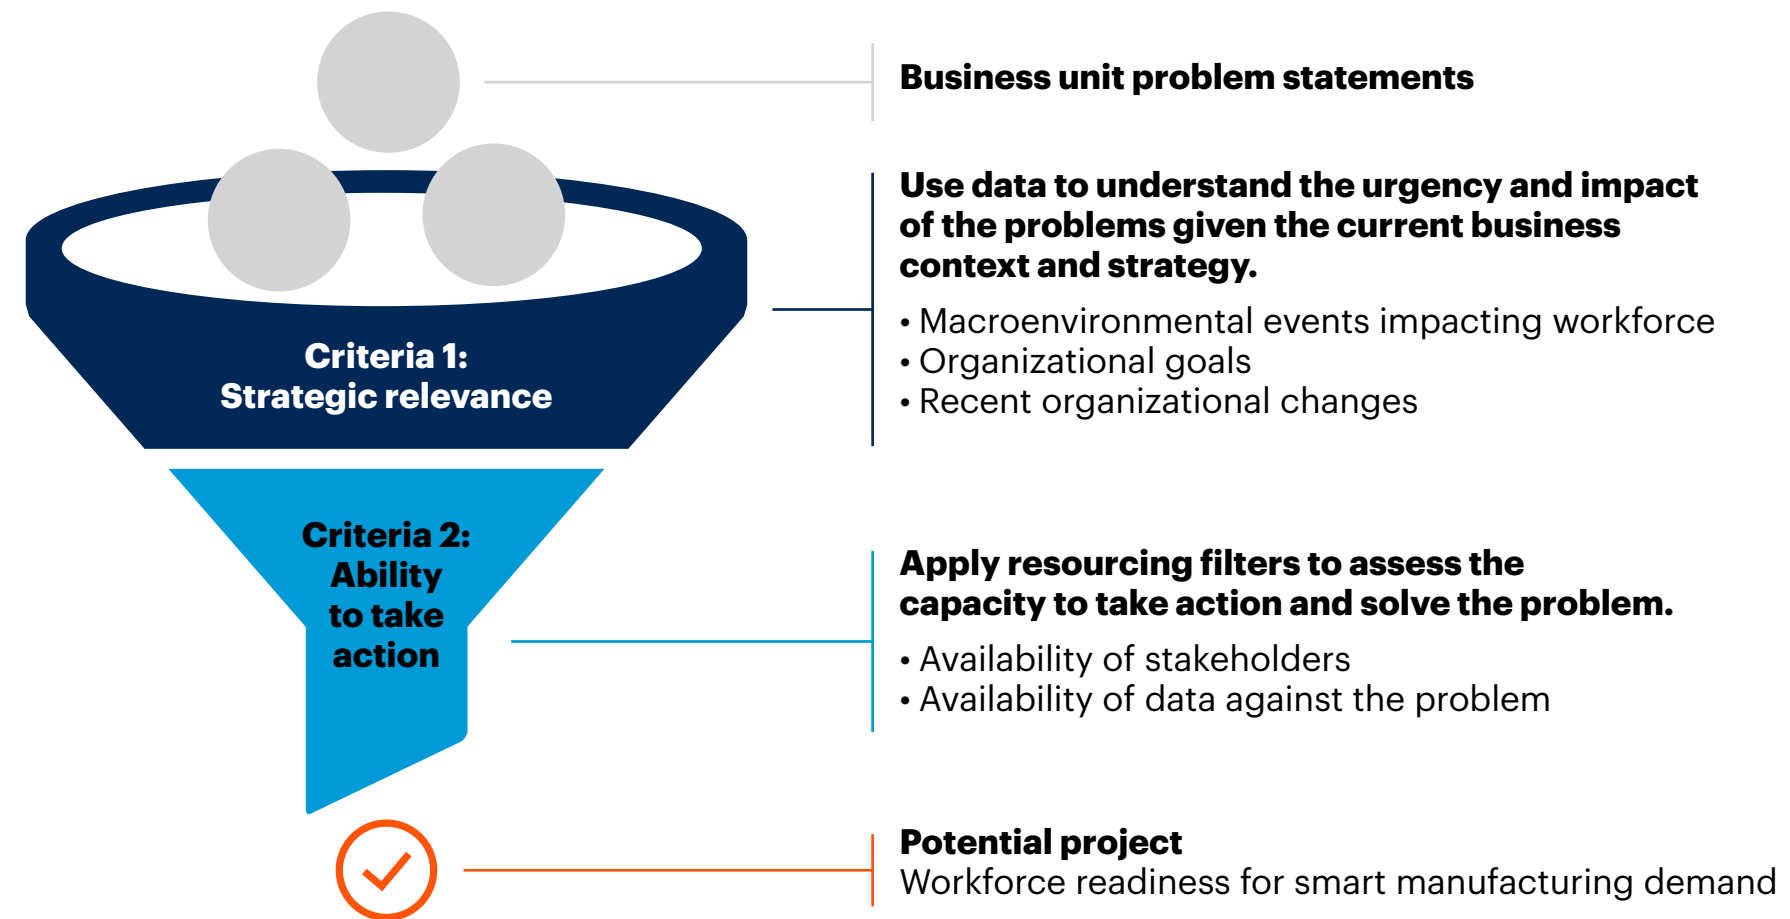 Business unit problem statements
Use data to understand the urgency and impact
of the problems given the current business
context and strategy.
• Macroenvironmental events impacting workforce
• Organizational goals
• Recent organizational changes
Criteria 1:
Strategic relevance
Criteria 2:
Ability
to take
action
Apply resourcing filters to assess the
capacity to take action and solve the problem.
• Availability of stakeholders
• Availability of data against the problem
Potential project
Workforce readiness for smart manufacturing demand